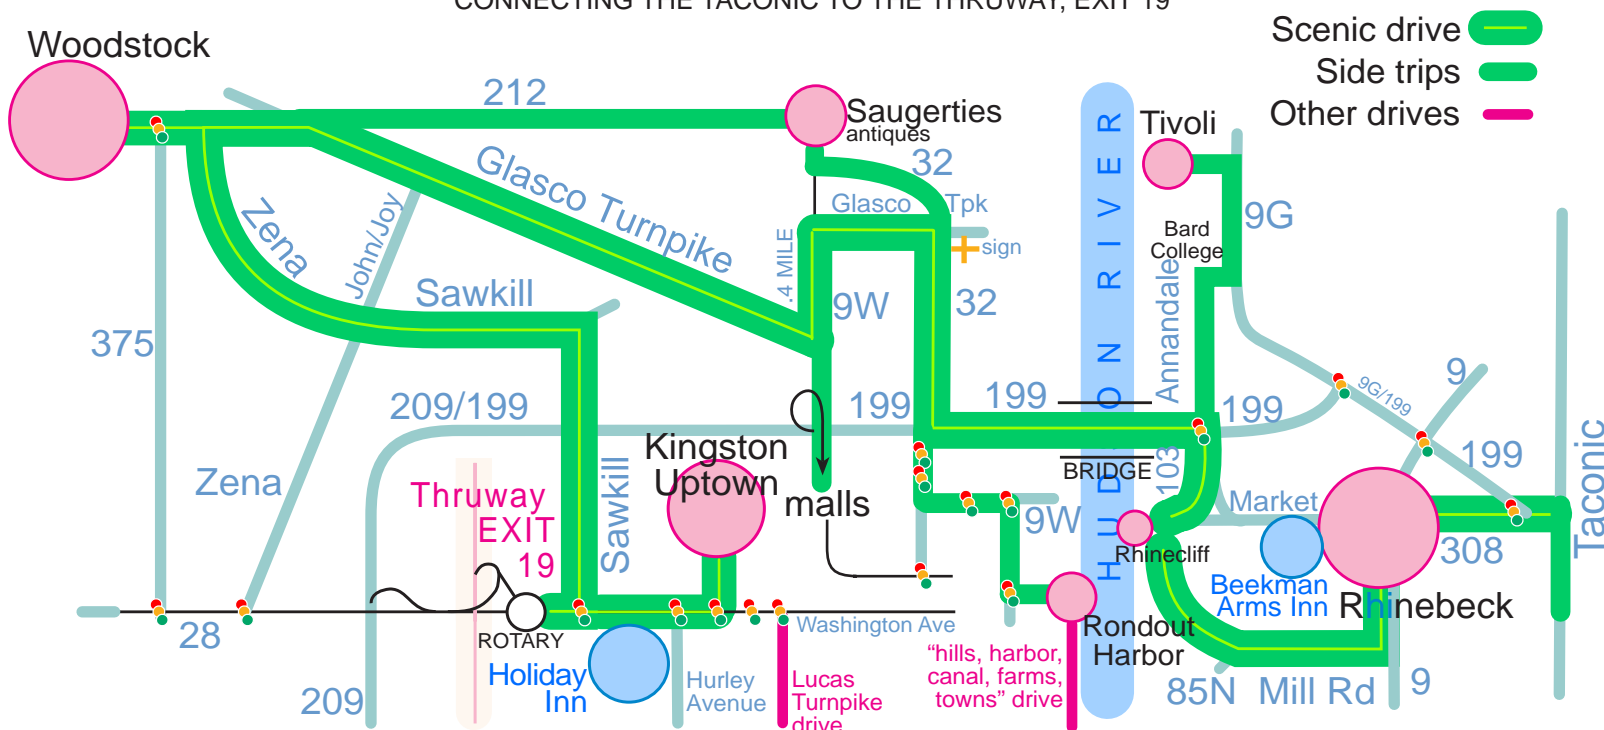 CONNECTING THE TACONIC TO THE THRUWAY, EXIT 19
Scenic drive
Side trips
Other drives
Woodstock
212
Saugerties
antiques
32
Tivoli
9G
Bard
College
Glasco Turnpike
Glasco Tpk
sign
.4 MILE
9W
32
Zena
John/Joy
Sawkill
375
HUDSON RIVER
Annandale
209/199
199
199
199
9G/199
9
199
Taconic
BRIDGE
103
Kingston
Uptown
malls
Zena
Thruway
EXIT
19
Sawkill
9W
Market
Rhinecliff
308
Beekman
Arms Inn
Rhinebeck
28
ROTARY
Washington Ave
Rondout
Harbor
Holiday
Inn
Hurley
Avenue
Lucas
Turnpike
drive
“hills, harbor,
canal, farms,
towns” drive
85N Mill Rd
9
209